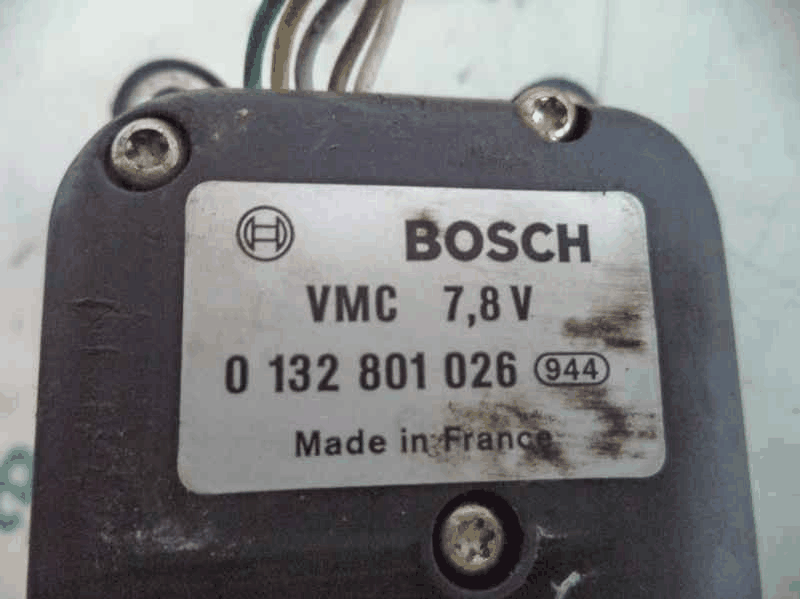 BOSCH
VMC 7,8 V
0 132 801 026 944
Made in France